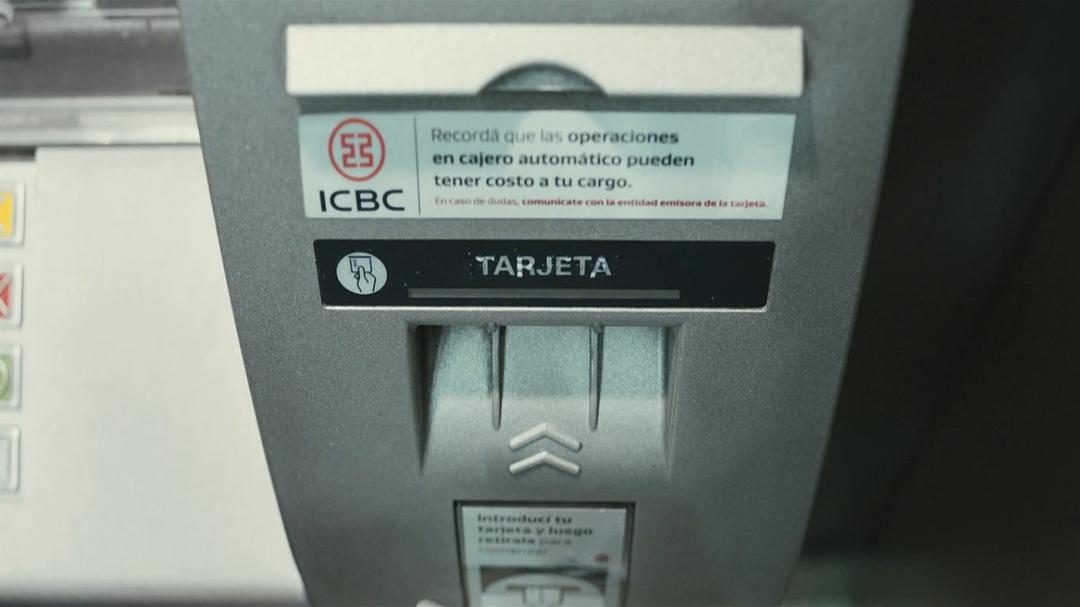 Recordá que las operaciones
en cajero automático pueden
tener costo a tu cargo.
En caso de dudas, comunicate con la entidad emisora de la tarjeta.
ICBC
TARJETA
Introducí tu
tarjeta y luego
retirala para
comenzar